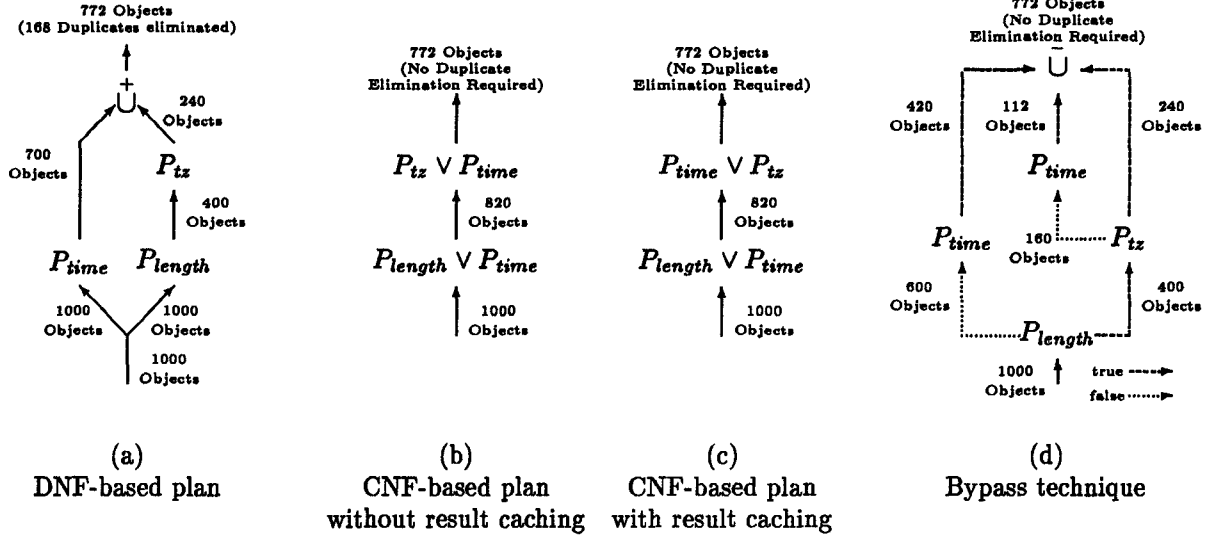 772 Objects
(168 Duplicates eliminated)
+
∪
240
Objects
700
Objects
P_tz
400
Objects
P_time
P_length
1000
Objects
1000
Objects
1000
Objects
(a)
DNF-based plan
772 Objects
(No Duplicate
Elimination Required)
P_tz ∨ P_time
820
Objects
P_length ∨ P_time
1000
Objects
(b)
CNF-based plan
without result caching
772 Objects
(No Duplicate
Elimination Required)
P_time ∨ P_tz
820
Objects
P_length ∨ P_time
1000
Objects
(c)
CNF-based plan
with result caching
772 Objects
(No Duplicate
Elimination Required)
∪
420
Objects
112
Objects
240
Objects
P_time
P_time
160
Objects
P_tz
600
Objects
400
Objects
P_length
1000
Objects
true
false
(d)
Bypass technique